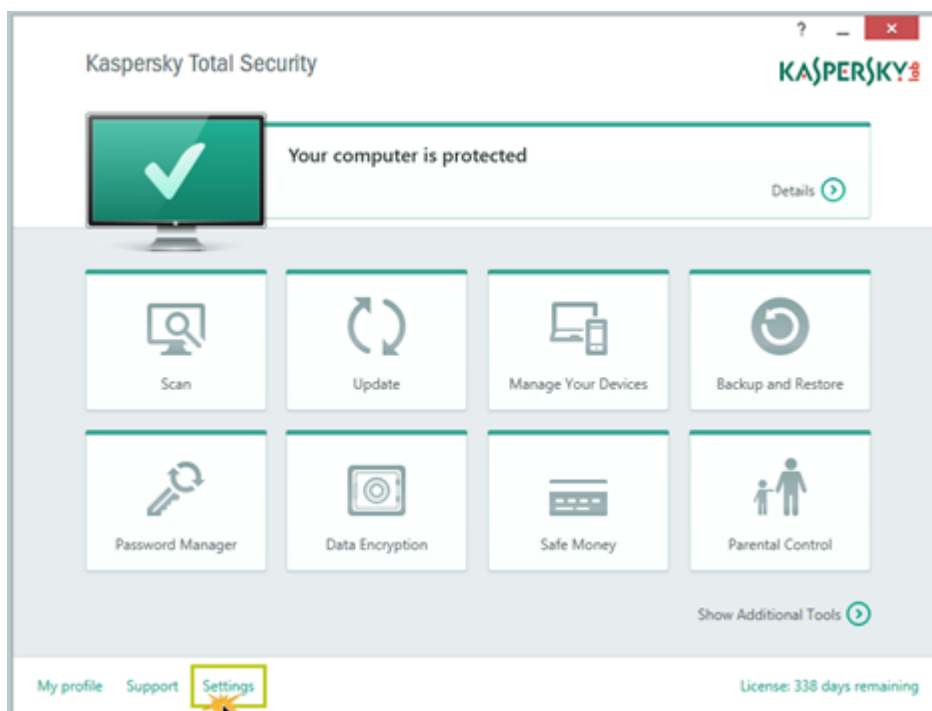 ?
Kaspersky Total Security
KASPERSKY lab
Your computer is protected
Details
Scan
Update
Manage Your Devices
Backup and Restore
Password Manager
Data Encryption
Safe Money
Parental Control
Show Additional Tools
My profile Support Settings License: 338 days remaining